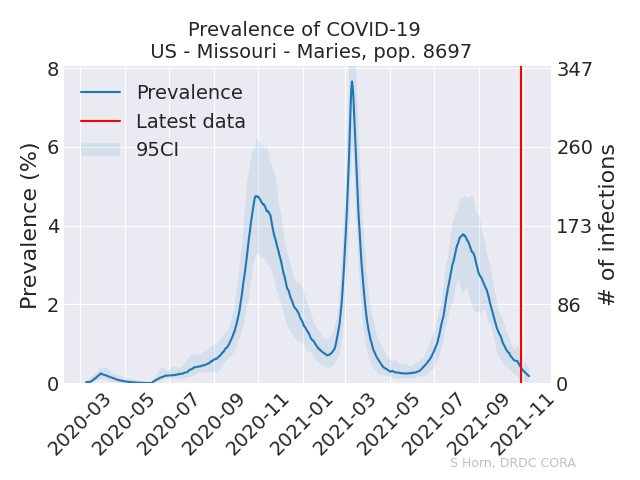 Prevalence of COVID-19
US - Missouri - Maries, pop. 8697
8
6
4
2
0
347
260
173
86
0
Prevalence
Latest data
95CI
Prevalence (%)
# of infections
2020-03
2020-05
2020-07
2020-09
2020-11
2021-01
2021-03
2021-05
2021-07
2021-09
2021-11
S Horn, DRDC CORA